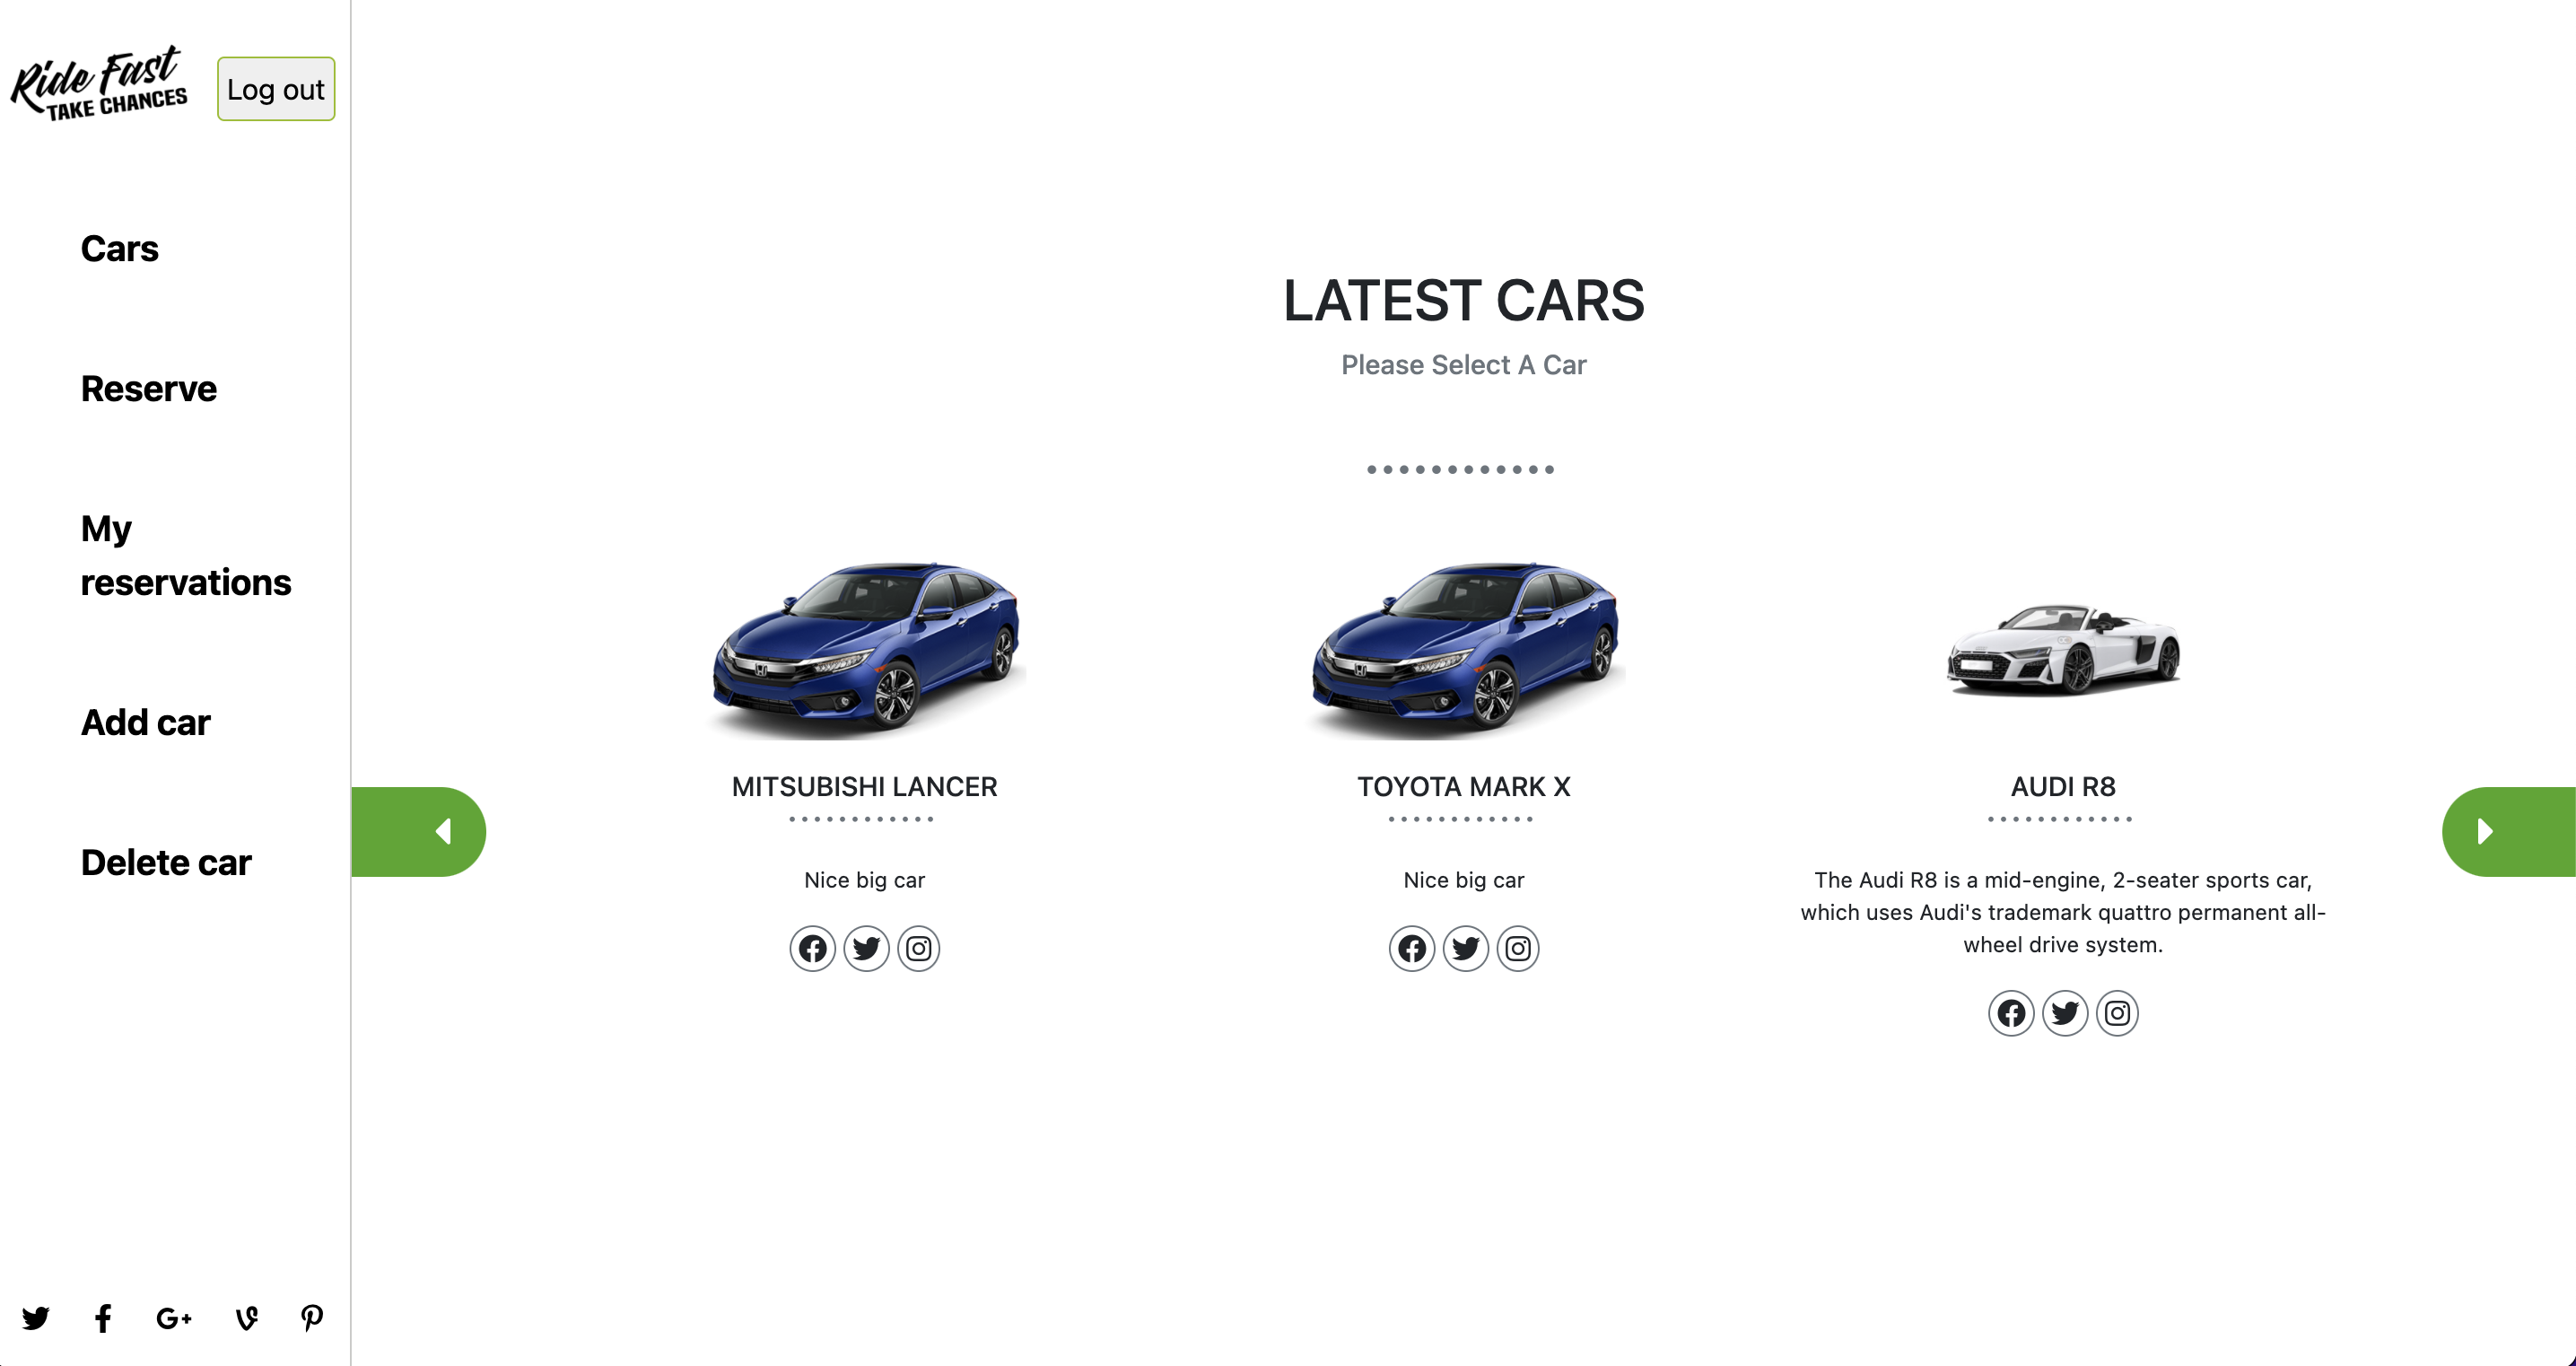 Ride Fast
TAKE CHANCES
Log out
Cars
Reserve
My
reservations
Add car
Delete car
LATEST CARS
Please Select A Car
MITSUBISHI LANCER
Nice big car
TOYOTA MARK X
Nice big car
AUDI R8
The Audi R8 is a mid-engine, 2-seater sports car,
which uses Audi's trademark quattro permanent all-
wheel drive system.
G+